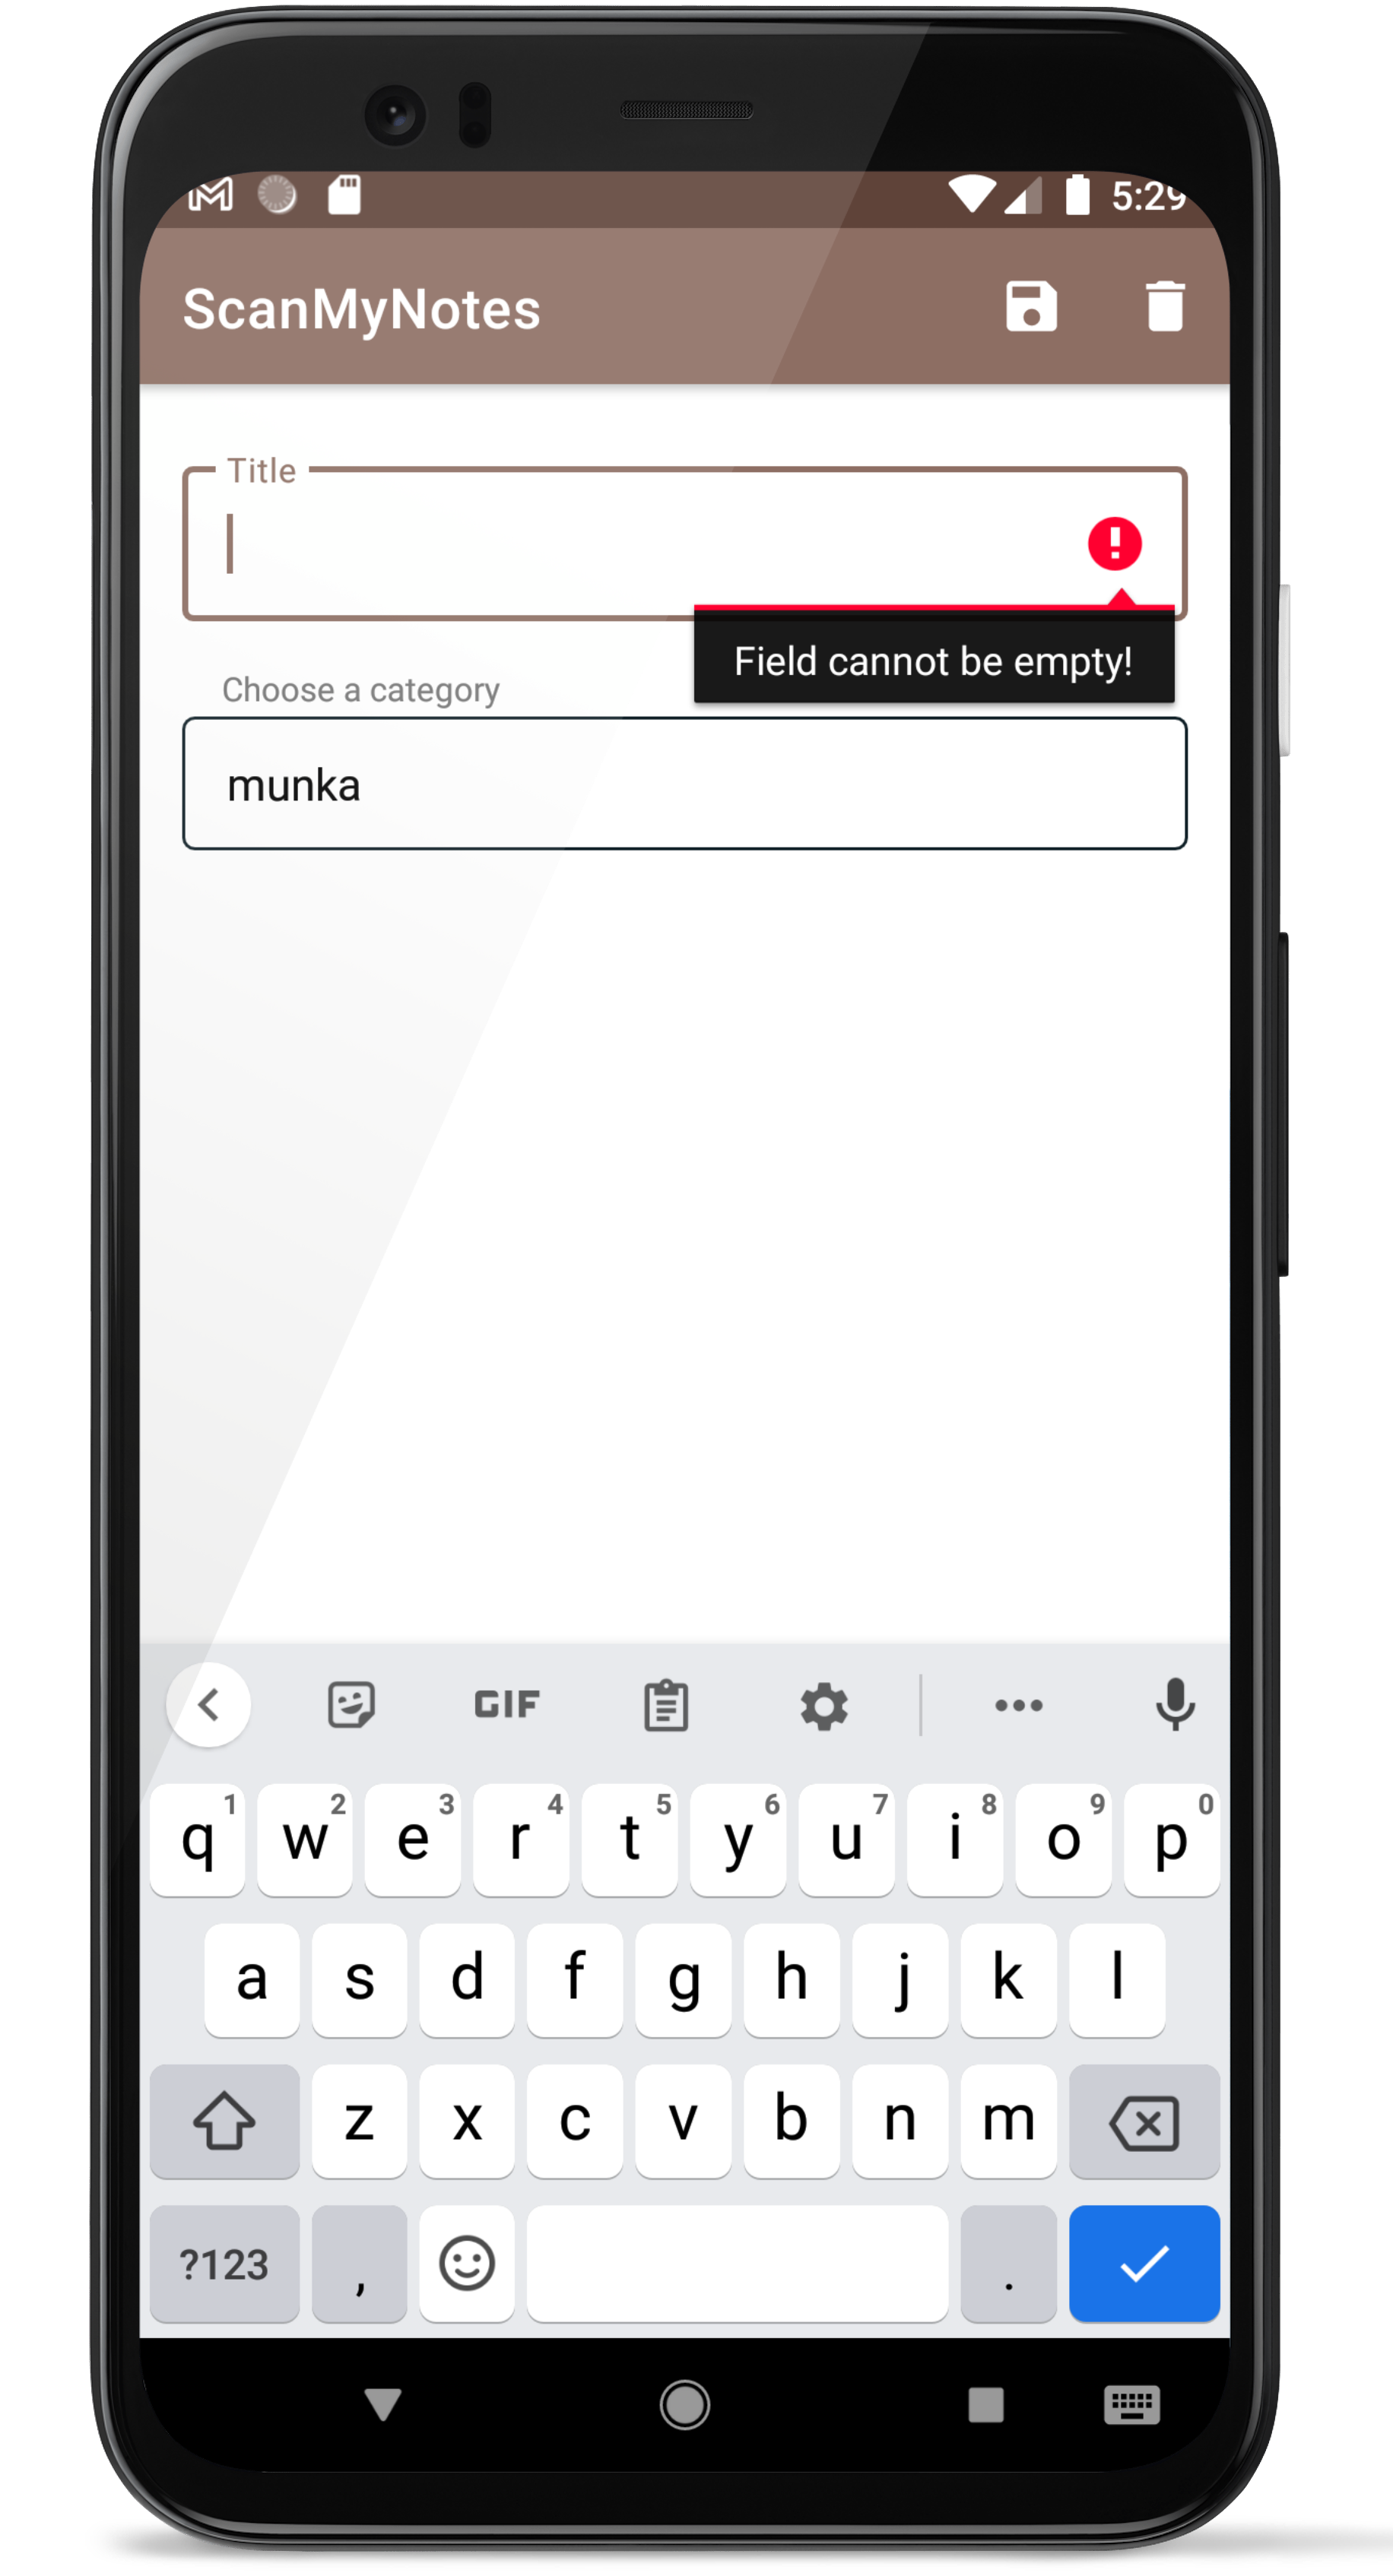 5:29
ScanMyNotes
Title
Field cannot be empty!
Choose a category
munka
GIF
1 2 3 4 5 6 7 8 9 0
q w e r t y u i o p
a s d f g h j k l
z x c v b n m
?123 , .